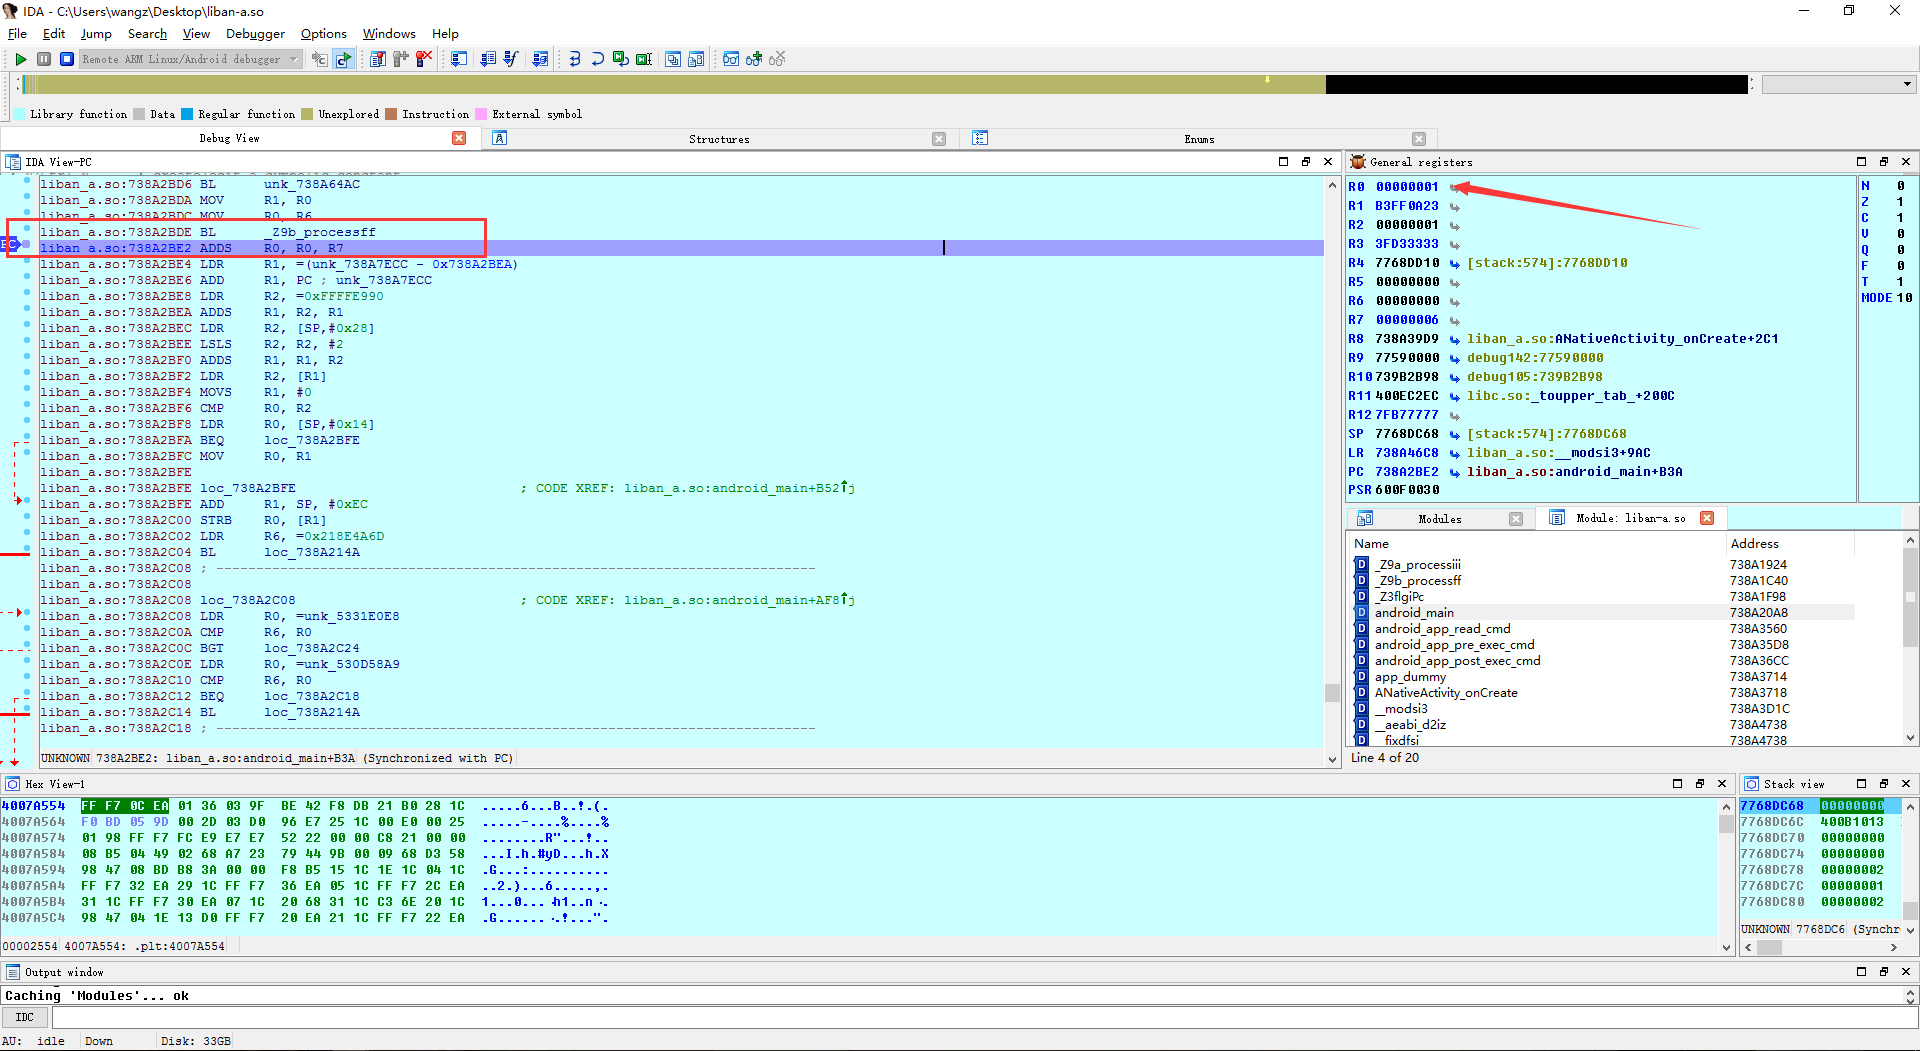 IDA - C:\Users\wangz\Desktop\liban-a.so
File Edit Jump Search View Debugger Options Windows Help
Remote ARM Linux/Android debugger
Library function Data Regular function Unexplored Instruction External symbol
Debug View Structures Enums
IDA View-PC
liban_a.so:738A2BD6 BL unk_738A64AC
liban_a.so:738A2BDA MOV R1, R0
liban_a.so:738A2BDC MOV R0, R6
liban_a.so:738A2BDE BL _Z9b_processff
PC
liban_a.so:738A2BE2 ADDS R0, R0, R7
liban_a.so:738A2BE4 LDR R1, =(unk_738A7ECC - 0x738A2BEA)
liban_a.so:738A2BE6 ADD R1, PC ; unk_738A7ECC
liban_a.so:738A2BE8 LDR R2, =0xFFFFE990
liban_a.so:738A2BEA ADDS R1, R2, R1
liban_a.so:738A2BEC LDR R2, [SP,#0x28]
liban_a.so:738A2BEE LSLS R2, R2, #2
liban_a.so:738A2BF0 ADDS R1, R1, R2
liban_a.so:738A2BF2 LDR R2, [R1]
liban_a.so:738A2BF4 MOVS R1, #0
liban_a.so:738A2BF6 CMP R0, R2
liban_a.so:738A2BF8 LDR R0, [SP,#0x14]
liban_a.so:738A2BFA BEQ loc_738A2BFE
liban_a.so:738A2BFC MOV R0, R1
liban_a.so:738A2BFE
liban_a.so:738A2BFE loc_738A2BFE ; CODE XREF: liban_a.so:android_main+B52↑j
liban_a.so:738A2BFE ADD R1, SP, #0xEC
liban_a.so:738A2C00 STRB R0, [R1]
liban_a.so:738A2C02 LDR R6, =0x218E4A6D
liban_a.so:738A2C04 BL loc_738A214A
liban_a.so:738A2C08 ; ---------------------------------------------------------------------------
liban_a.so:738A2C08
liban_a.so:738A2C08 loc_738A2C08 ; CODE XREF: liban_a.so:android_main+AF8↑j
liban_a.so:738A2C08 LDR R0, =unk_5331E0E8
liban_a.so:738A2C0A CMP R6, R0
liban_a.so:738A2C0C BGT loc_738A2C24
liban_a.so:738A2C0E LDR R0, =unk_530D58A9
liban_a.so:738A2C10 CMP R6, R0
liban_a.so:738A2C12 BEQ loc_738A2C18
liban_a.so:738A2C14 BL loc_738A214A
liban_a.so:738A2C18 ; ---------------------------------------------------------------------------
UNKNOWN 738A2BE2: liban_a.so:android_main+B3A (Synchronized with PC)
General registers
R0 00000001
R1 B3FF0A23
R2 00000001
R3 3FD33333
R4 7768DD10 [stack:574]:7768DD10
R5 00000000
R6 00000000
R7 00000006
R8 738A39D9 liban_a.so:ANativeActivity_onCreate+2C1
R9 77590000 debug142:77590000
R10 739B2B98 debug105:739B2B98
R11 400EC2EC libc.so:_toupper_tab_+200C
R12 7FB77777
SP 7768DC68 [stack:574]:7768DC68
LR 738A46C8 liban_a.so:__modsi3+9AC
PC 738A2BE2 liban_a.so:android_main+B3A
PSR 600F0030
N 0
Z 1
C 1
V 0
Q 0
F 0
T 1
MODE 10
Modules Module: liban-a.so
Name Address
_Z9a_processiii 738A1924
_Z9b_processff 738A1C40
_Z3flgiPc 738A1F98
android_main 738A20A8
android_app_read_cmd 738A3560
android_app_pre_exec_cmd 738A35D8
android_app_post_exec_cmd 738A36CC
app_dummy 738A3714
ANativeActivity_onCreate 738A3718
__modsi3 738A3D1C
__aeabi_d2iz 738A4738
__fixdfsi 738A4738
Line 4 of 20
Hex View-1
4007A554 FF F7 0C EA 01 36 03 9F BE 42 F8 DB 21 B0 28 1C .....6...B..!.(.
4007A564 F0 BD 05 9D 00 2D 03 D0 96 E7 25 1C 00 E0 00 25 .....-....%....%
4007A574 01 98 FF F7 FC E9 E7 E7 52 22 00 00 C8 21 00 00 ........R"...!..
4007A584 08 B5 04 49 02 68 A7 23 79 44 9B 00 09 68 D3 58 ...I.h.#yD...h.X
4007A594 98 47 08 BD B8 3A 00 00 F8 B5 15 1C 1E 1C 04 1C .G...:..........
4007A5A4 FF F7 32 EA 29 1C FF F7 36 EA 05 1C FF F7 2C EA ..2.)...6.....,.
4007A5B4 31 1C FF F7 30 EA 07 1C 20 68 31 1C C3 6E 20 1C 1...0... h1..n .
4007A5C4 98 47 04 1E 13 D0 FF F7 20 EA 21 1C FF F7 22 EA .G...... .!...".
00002554 4007A554: .plt:4007A554
Stack view
7768DC68 00000000
7768DC6C 400B1013
7768DC70 00000000
7768DC74 00000000
7768DC78 00000002
7768DC7C 00000001
7768DC80 00000002
UNKNOWN 7768DC6 (Synchr
Output window
Caching 'Modules'... ok
IDC
AU: idle Down Disk: 33GB